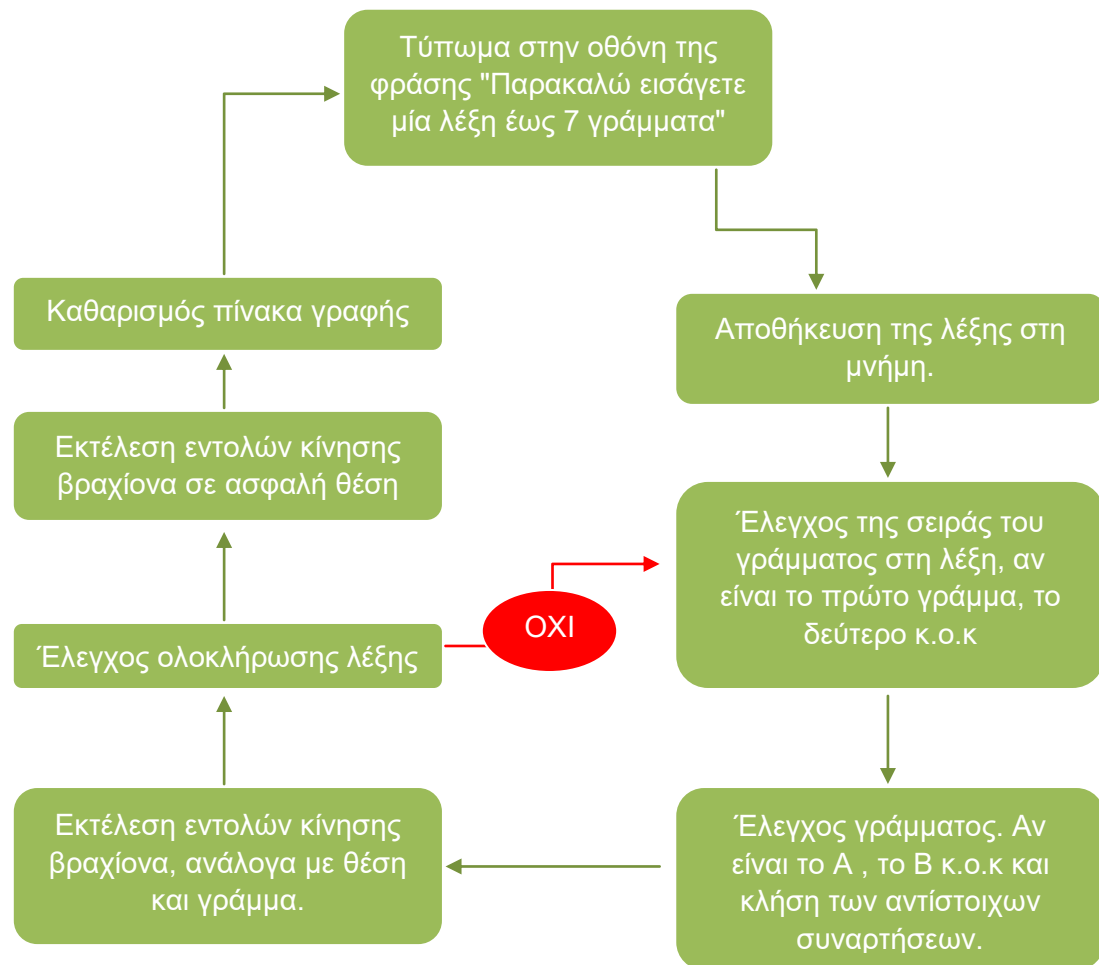 Τύπωμα στην οθόνη της
φράσης "Παρακαλώ εισάγετε
μία λέξη έως 7 γράμματα"
Αποθήκευση της λέξης στη
μνήμη.
Έλεγχος της σειράς του
γράμματος στη λέξη, αν
είναι το πρώτο γράμμα, το
δεύτερο κ.ο.κ
Έλεγχος γράμματος. Αν
είναι το Α , το Β κ.ο.κ και
κλήση των αντίστοιχων
συναρτήσεων.
Εκτέλεση εντολών κίνησης
βραχίονα, ανάλογα με θέση
και γράμμα.
Έλεγχος ολοκλήρωσης λέξης
ΟΧΙ
Εκτέλεση εντολών κίνησης
βραχίονα σε ασφαλή θέση
Καθαρισμός πίνακα γραφής